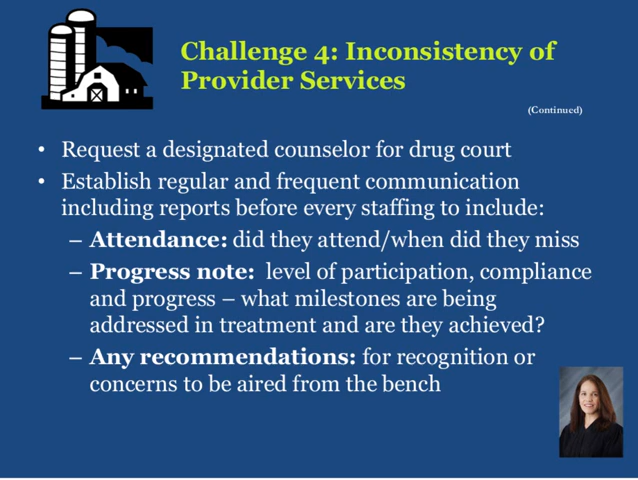 Challenge 4: Inconsistency of
Provider Services
(Continued)
• Request a designated counselor for drug court
• Establish regular and frequent communication
including reports before every staffing to include:
– Attendance: did they attend/when did they miss
– Progress note:  level of participation, compliance
and progress – what milestones are being
addressed in treatment and are they achieved?
– Any recommendations: for recognition or
concerns to be aired from the bench